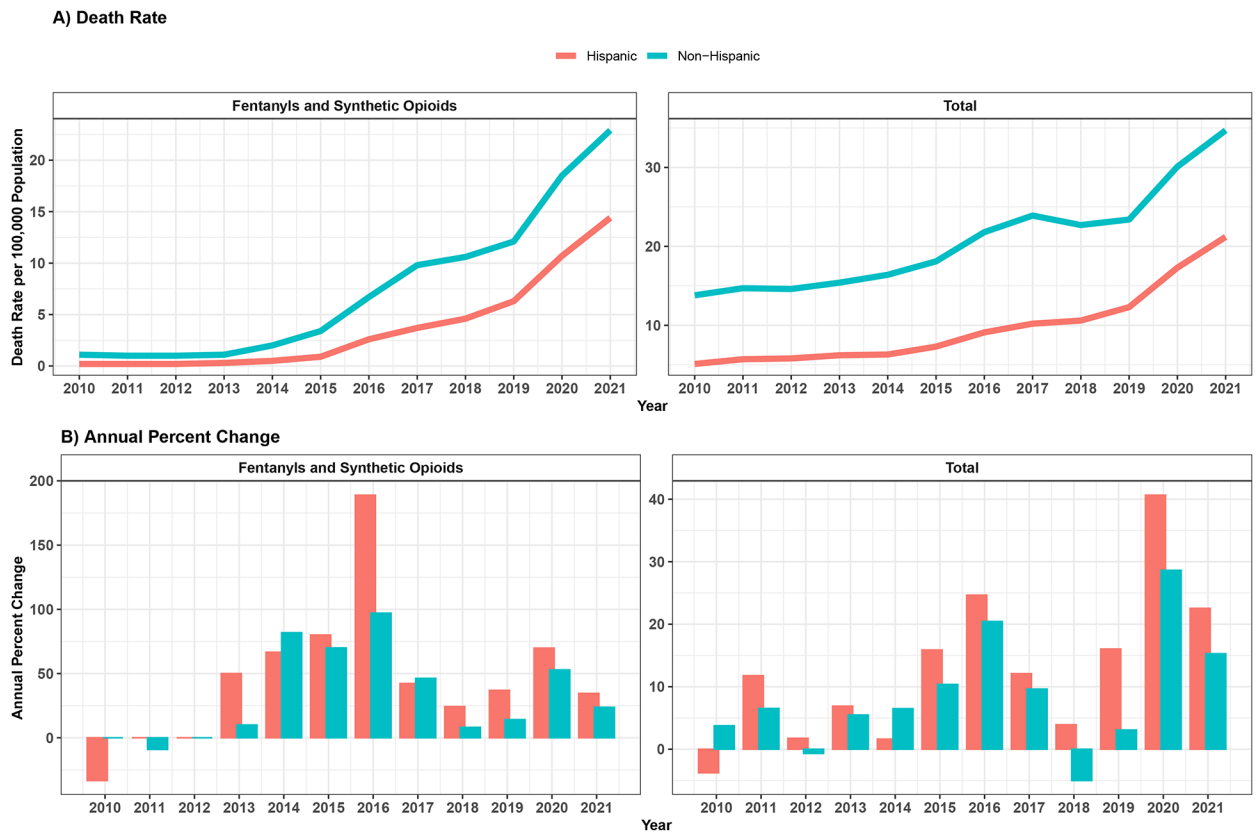 A) Death Rate
Hispanic Non-Hispanic
Fentanyls and Synthetic Opioids
Death Rate per 100,000 Population
20
15
10
5
0
2010 2011 2012 2013 2014 2015 2016 2017 2018 2019 2020 2021
Total
30
20
10
2010 2011 2012 2013 2014 2015 2016 2017 2018 2019 2020 2021
Year
B) Annual Percent Change
Fentanyls and Synthetic Opioids
Annual Percent Change
200
150
100
50
0
2010 2011 2012 2013 2014 2015 2016 2017 2018 2019 2020 2021
Total
40
30
20
10
0
2010 2011 2012 2013 2014 2015 2016 2017 2018 2019 2020 2021
Year